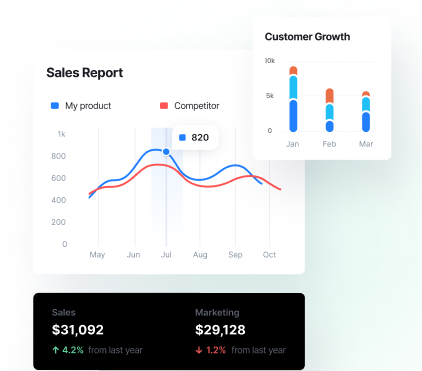 Customer Growth
10k
5k
0
Jan Feb Mar
Sales Report
My product Competitor
820
1k
800
600
400
200
0
May Jun Jul Aug Sep Oct
Sales Marketing
$31,092 $29,128
↑ 4.2% from last year ↓ 1.2% from last year